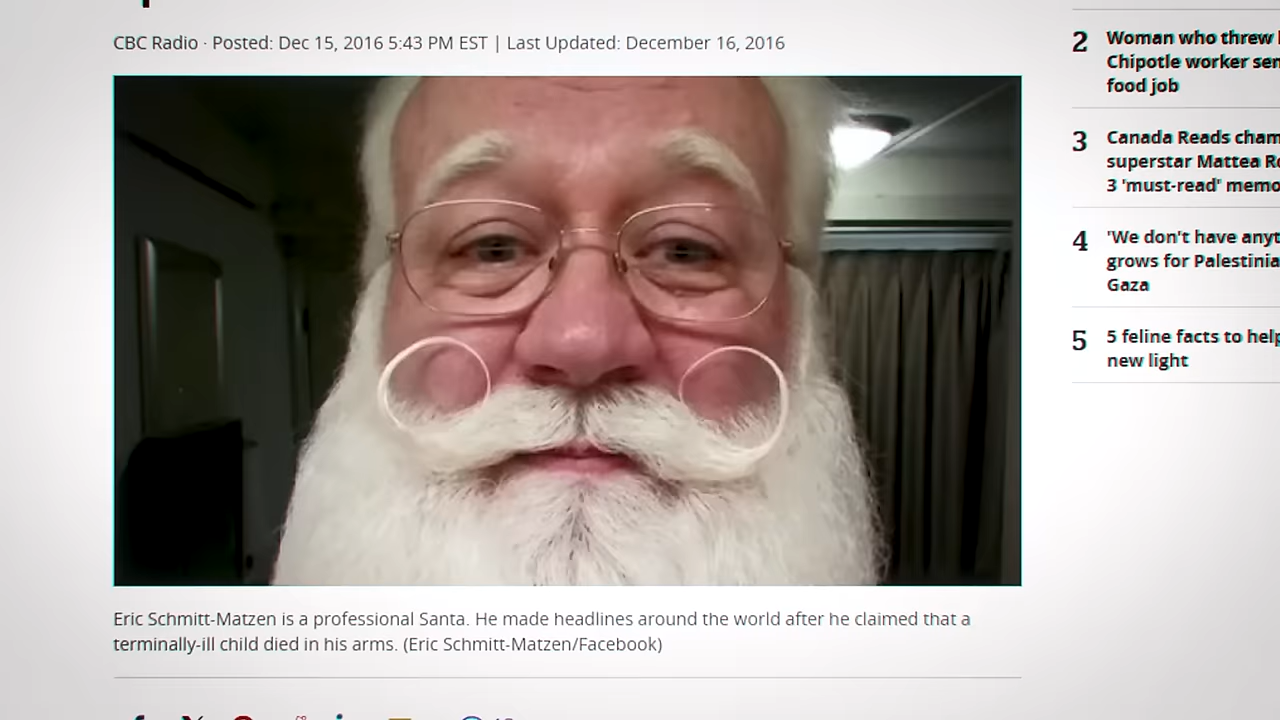 CBC Radio · Posted: Dec 15, 2016 5:43 PM EST | Last Updated: December 16, 2016
Eric Schmitt-Matzen is a professional Santa. He made headlines around the world after he claimed that a
terminally-ill child died in his arms. (Eric Schmitt-Matzen/Facebook)
2 Woman who threw
Chipotle worker
food job
3 Canada Reads
superstar Mattea
3 'must-read'
4 'We don't have
grows for
Gaza
5 5 feline facts to
new light